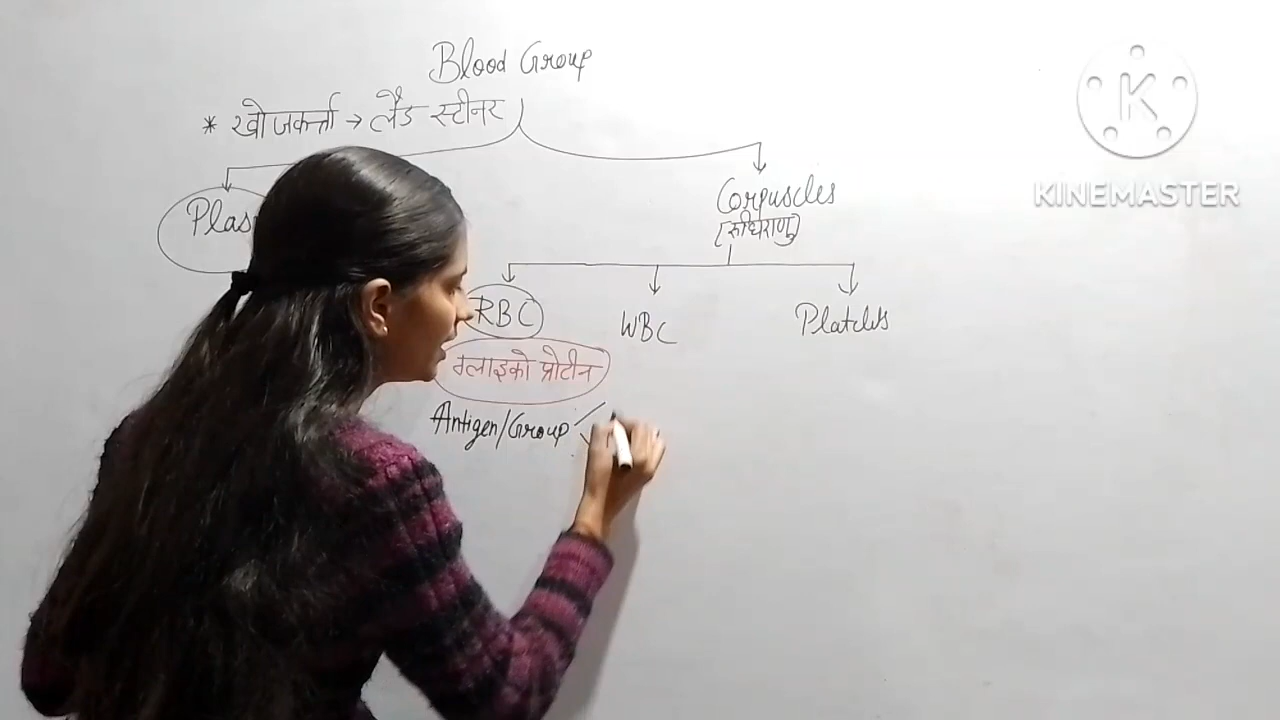 Blood Group
* खोजकर्त्ता → लैंड स्टीनर
Plas
Corpuscles
(रुधिराणु)
RBC
WBC
Platelets
ग्लाइको प्रोटीन
Antigen/Group
K
KINEMASTER